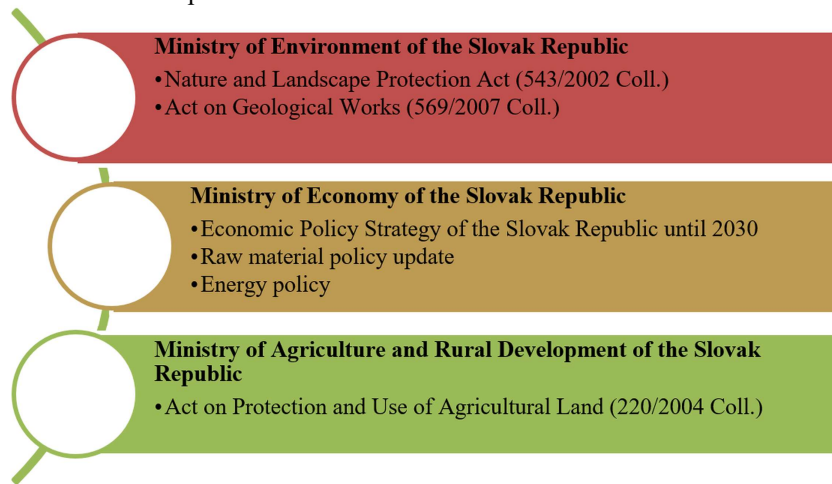 Ministry of Environment of the Slovak Republic
•Nature and Landscape Protection Act (543/2002 Coll.)
•Act on Geological Works (569/2007 Coll.)
Ministry of Economy of the Slovak Republic
•Economic Policy Strategy of the Slovak Republic until 2030
•Raw material policy update
•Energy policy
Ministry of Agriculture and Rural Development of the Slovak
Republic
•Act on Protection and Use of Agricultural Land (220/2004 Coll.)